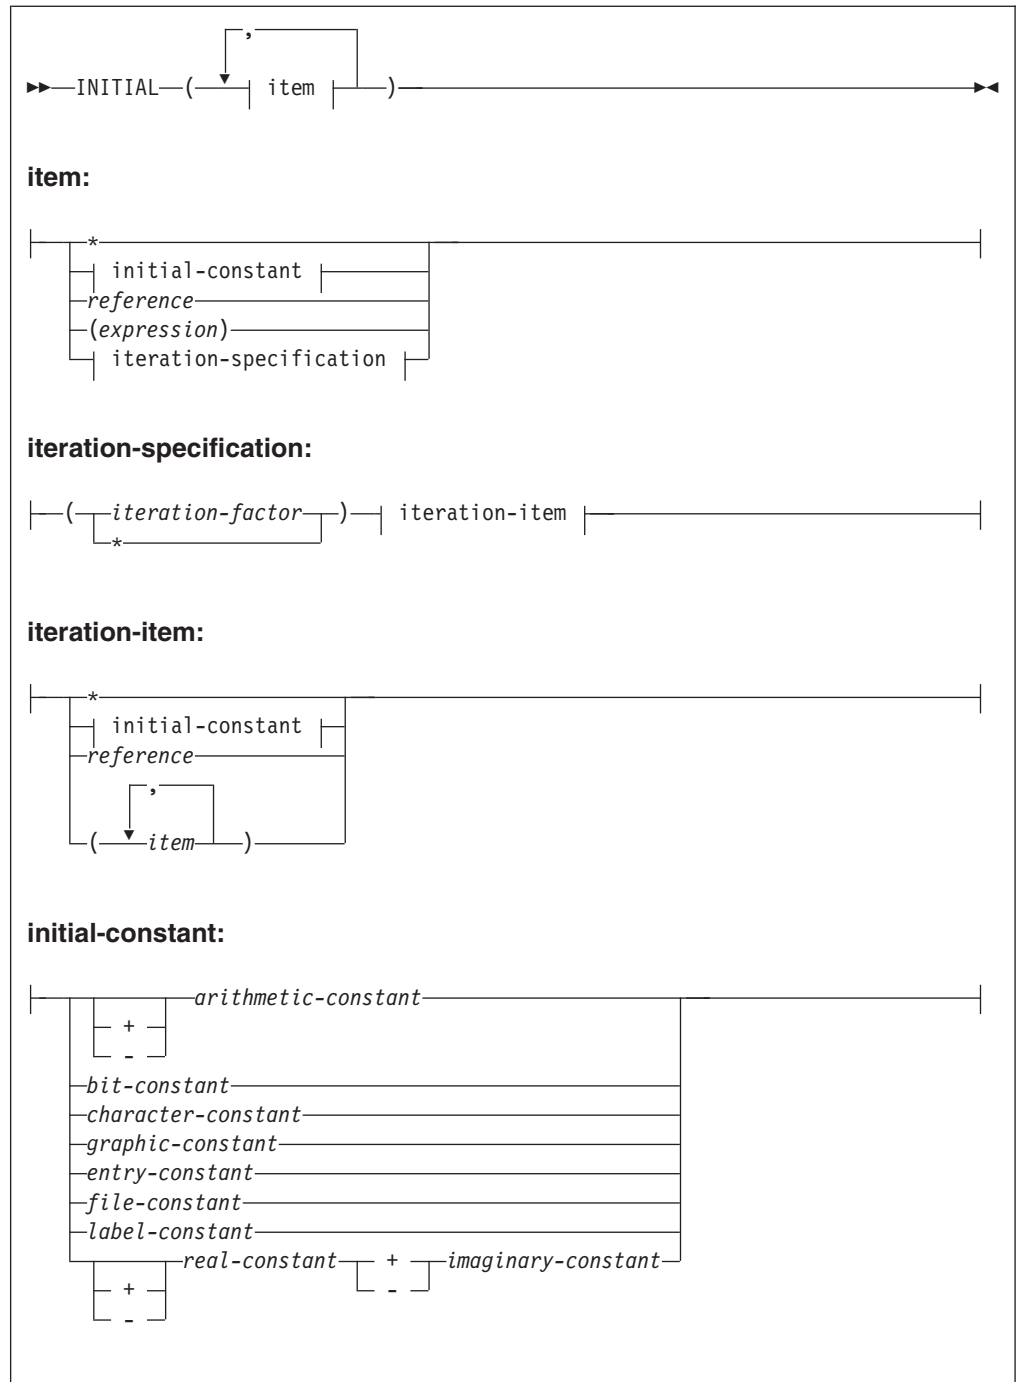 ,
INITIAL ( item )
item:
*
initial-constant
reference
(expression)
iteration-specification
iteration-specification:
( iteration-factor ) iteration-item
*
iteration-item:
*
initial-constant
reference
,
( item )
initial-constant:
arithmetic-constant
+
-
bit-constant
character-constant
graphic-constant
entry-constant
file-constant
label-constant
real-constant + imaginary-constant
+ -
-